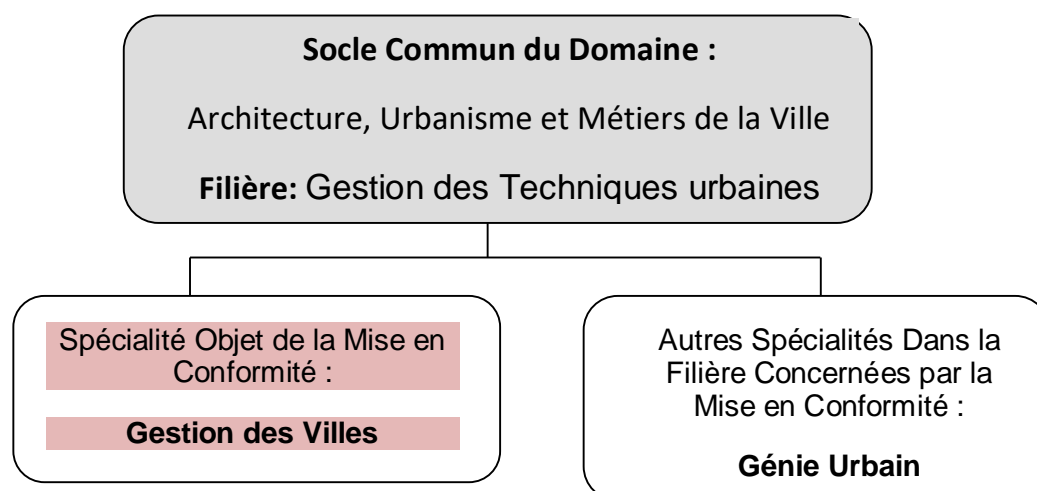 Socle Commun du Domaine :
Architecture, Urbanisme et Métiers de la Ville
Filière: Gestion des Techniques urbaines
Spécialité Objet de la Mise en
Conformité :
Gestion des Villes
Autres Spécialités Dans la
Filière Concernées par la
Mise en Conformité :
Génie Urbain